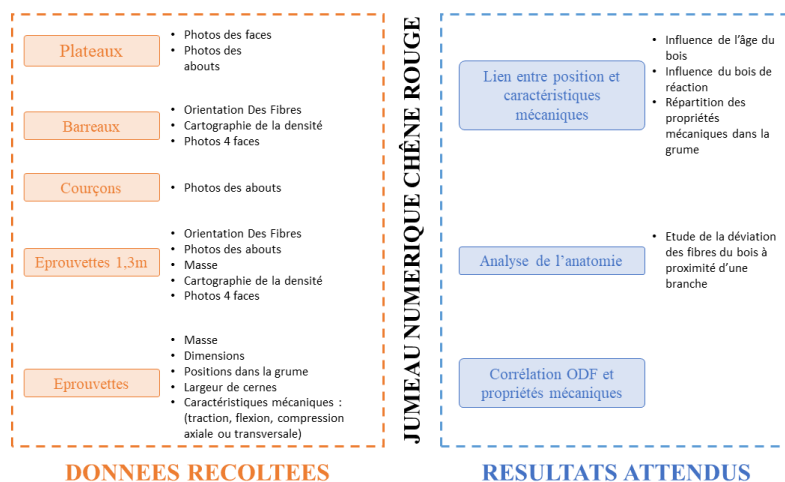 Plateaux
• Photos des faces
• Photos des
abouts
Barreaux
• Orientation Des Fibres
• Cartographie de la densité
• Photos 4 faces
Courçons
• Photos des abouts
Eprouvettes 1,3m
• Orientation Des Fibres
• Photos des abouts
• Masse
• Cartographie de la densité
• Photos 4 faces
Eprouvettes
• Masse
• Dimensions
• Positions dans la grume
• Largeur de cernes
• Caractéristiques mécaniques :
(traction, flexion, compression
axiale ou transversale)
DONNEES RECOLTEES
JUMEAU NUMERIQUE CHÊNE ROUGE
Lien entre position et
caractéristiques
mécaniques
• Influence de l’âge du
bois
• Influence du bois de
réaction
• Répartition des
propriétés
mécaniques dans la
grume
Analyse de l’anatomie
• Etude de la déviation
des fibres du bois à
proximité d’une
branche
Corrélation ODF et
propriétés mécaniques
RESULTATS ATTENDUS